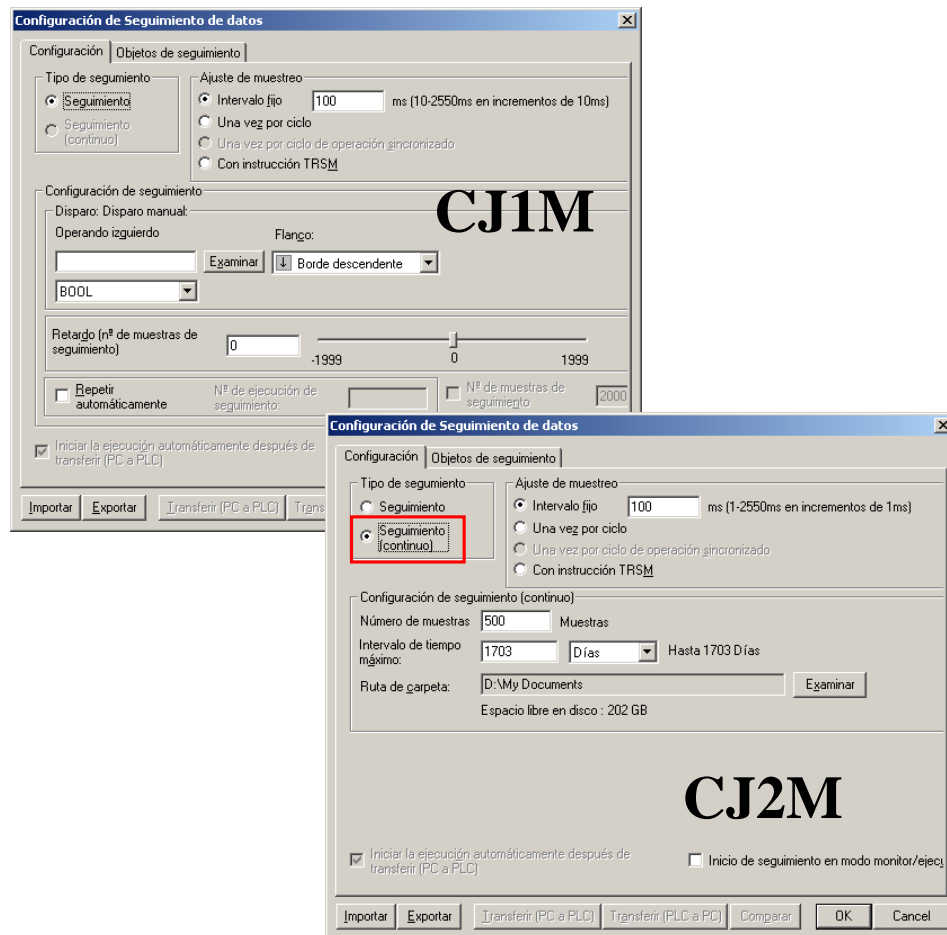 Configuración de Seguimiento de datos
Configuración
Objetos de seguimiento
Tipo de segumiento
Seguimiento
Seguimiento
(continuo)
Ajuste de muestreo
Intervalo fijo 100 ms (10-2550ms en incrementos de 10ms)
Una vez por ciclo
Una vez por ciclo de operación sincronizado
Con instrucción TRSM
CJ1M
Configuración de seguimiento
Disparo: Disparo manual:
Operando izquierdo
Flanco:
Examinar
Borde descendente
BOOL
Retardo (nº de muestras de
seguimiento)
0
-1999 0 1999
Repetir
automáticamente
Nº de ejecución de
seguimiento:
Nº de muestras de
seguimiento
2000
Iniciar la ejecución automáticamente después de
transferir (PC a PLC)
Importar Exportar Transferir (PC a PLC) Trans
Configuración de Seguimiento de datos
Configuración
Objetos de seguimiento
Tipo de segumiento
Seguimiento
Seguimiento
(continuo)
Ajuste de muestreo
Intervalo fijo 100 ms (1-2550ms en incrementos de 1ms)
Una vez por ciclo
Una vez por ciclo de operación sincronizado
Con instrucción TRSM
Configuración de seguimiento (continuo)
Número de muestras 500 Muestras
Intervalo de tiempo
máximo:
1703 Días Hasta 1703 Días
Ruta de carpeta: D:\My Documents Examinar
Espacio libre en disco : 202 GB
CJ2M
Iniciar la ejecución automáticamente después de
transferir (PC a PLC)
Inicio de seguimiento en modo monitor/ejecu
Importar Exportar Transferir (PC a PLC) Transferir (PLC a PC) Comparar OK Cancel